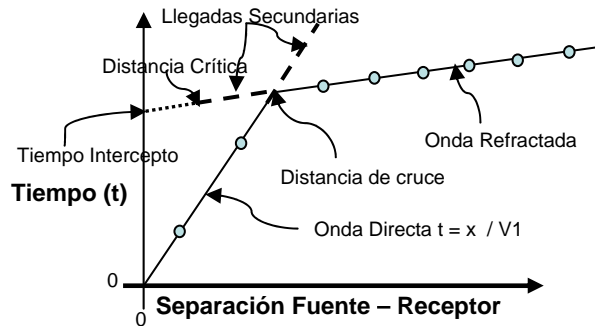 Llegadas Secundarias
Distancia Crítica
Onda Refractada
Tiempo Intercepto
Distancia de cruce
Tiempo (t)
Onda Directa t = x / V1
0
0
Separación Fuente – Receptor